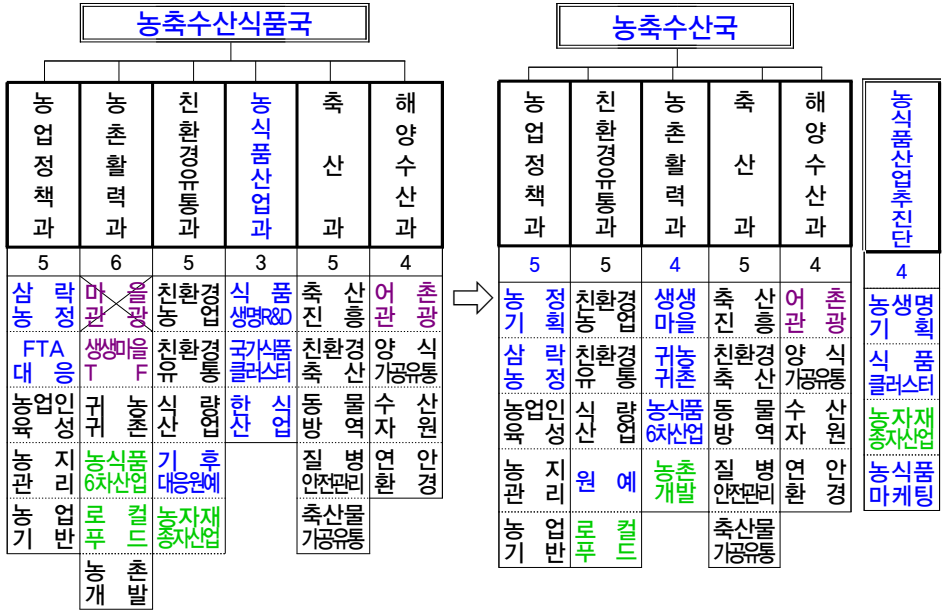 농축수산식품국
농업정책과
5
삼 락
농 정
FTA
대 응
농업인
육 성
농 지
관 리
농 업
기 반
농촌활력과
6
마 을
관 광
생생마을
T F
귀 농
귀 촌
농식품
6차산업
로 컬
푸 드
농 촌
개 발
친환경유통과
5
친환경
농 업
친환경
유 통
식 량
산 업
기 후
대응원예
농자재
종자산업
농식품산업과
3
식 품
생명R&D
국가식품
클러스터
한 식
산 업
축 산 과
5
축 산
진 흥
친환경
축 산
동 물
방 역
질 병
안전관리
축산물
가공유통
해양수산과
4
어 촌
관 광
양 식
가공유통
수 산
자 원
연 안
환 경
농축수산국
농업정책과
5
농 정
기 획
삼 락
농 정
농업인
육 성
농 지
관 리
농 업
기 반
친환경유통과
5
친환경
농 업
친환경
유 통
식 량
산 업
원 예
로 컬
푸 드
농촌활력과
4
생생
마을
귀농
귀촌
농식품
6차산업
농촌
개발
축 산 과
5
축 산
진 흥
친환경
축 산
동 물
방 역
질 병
안전관리
축산물
가공유통
해양수산과
4
어 촌
관 광
양 식
가공유통
수 산
자 원
연 안
환 경
농식품산업추진단
4
농생명
기 획
식 품
클러스터
농자재
종자산업
농식품
마케팅